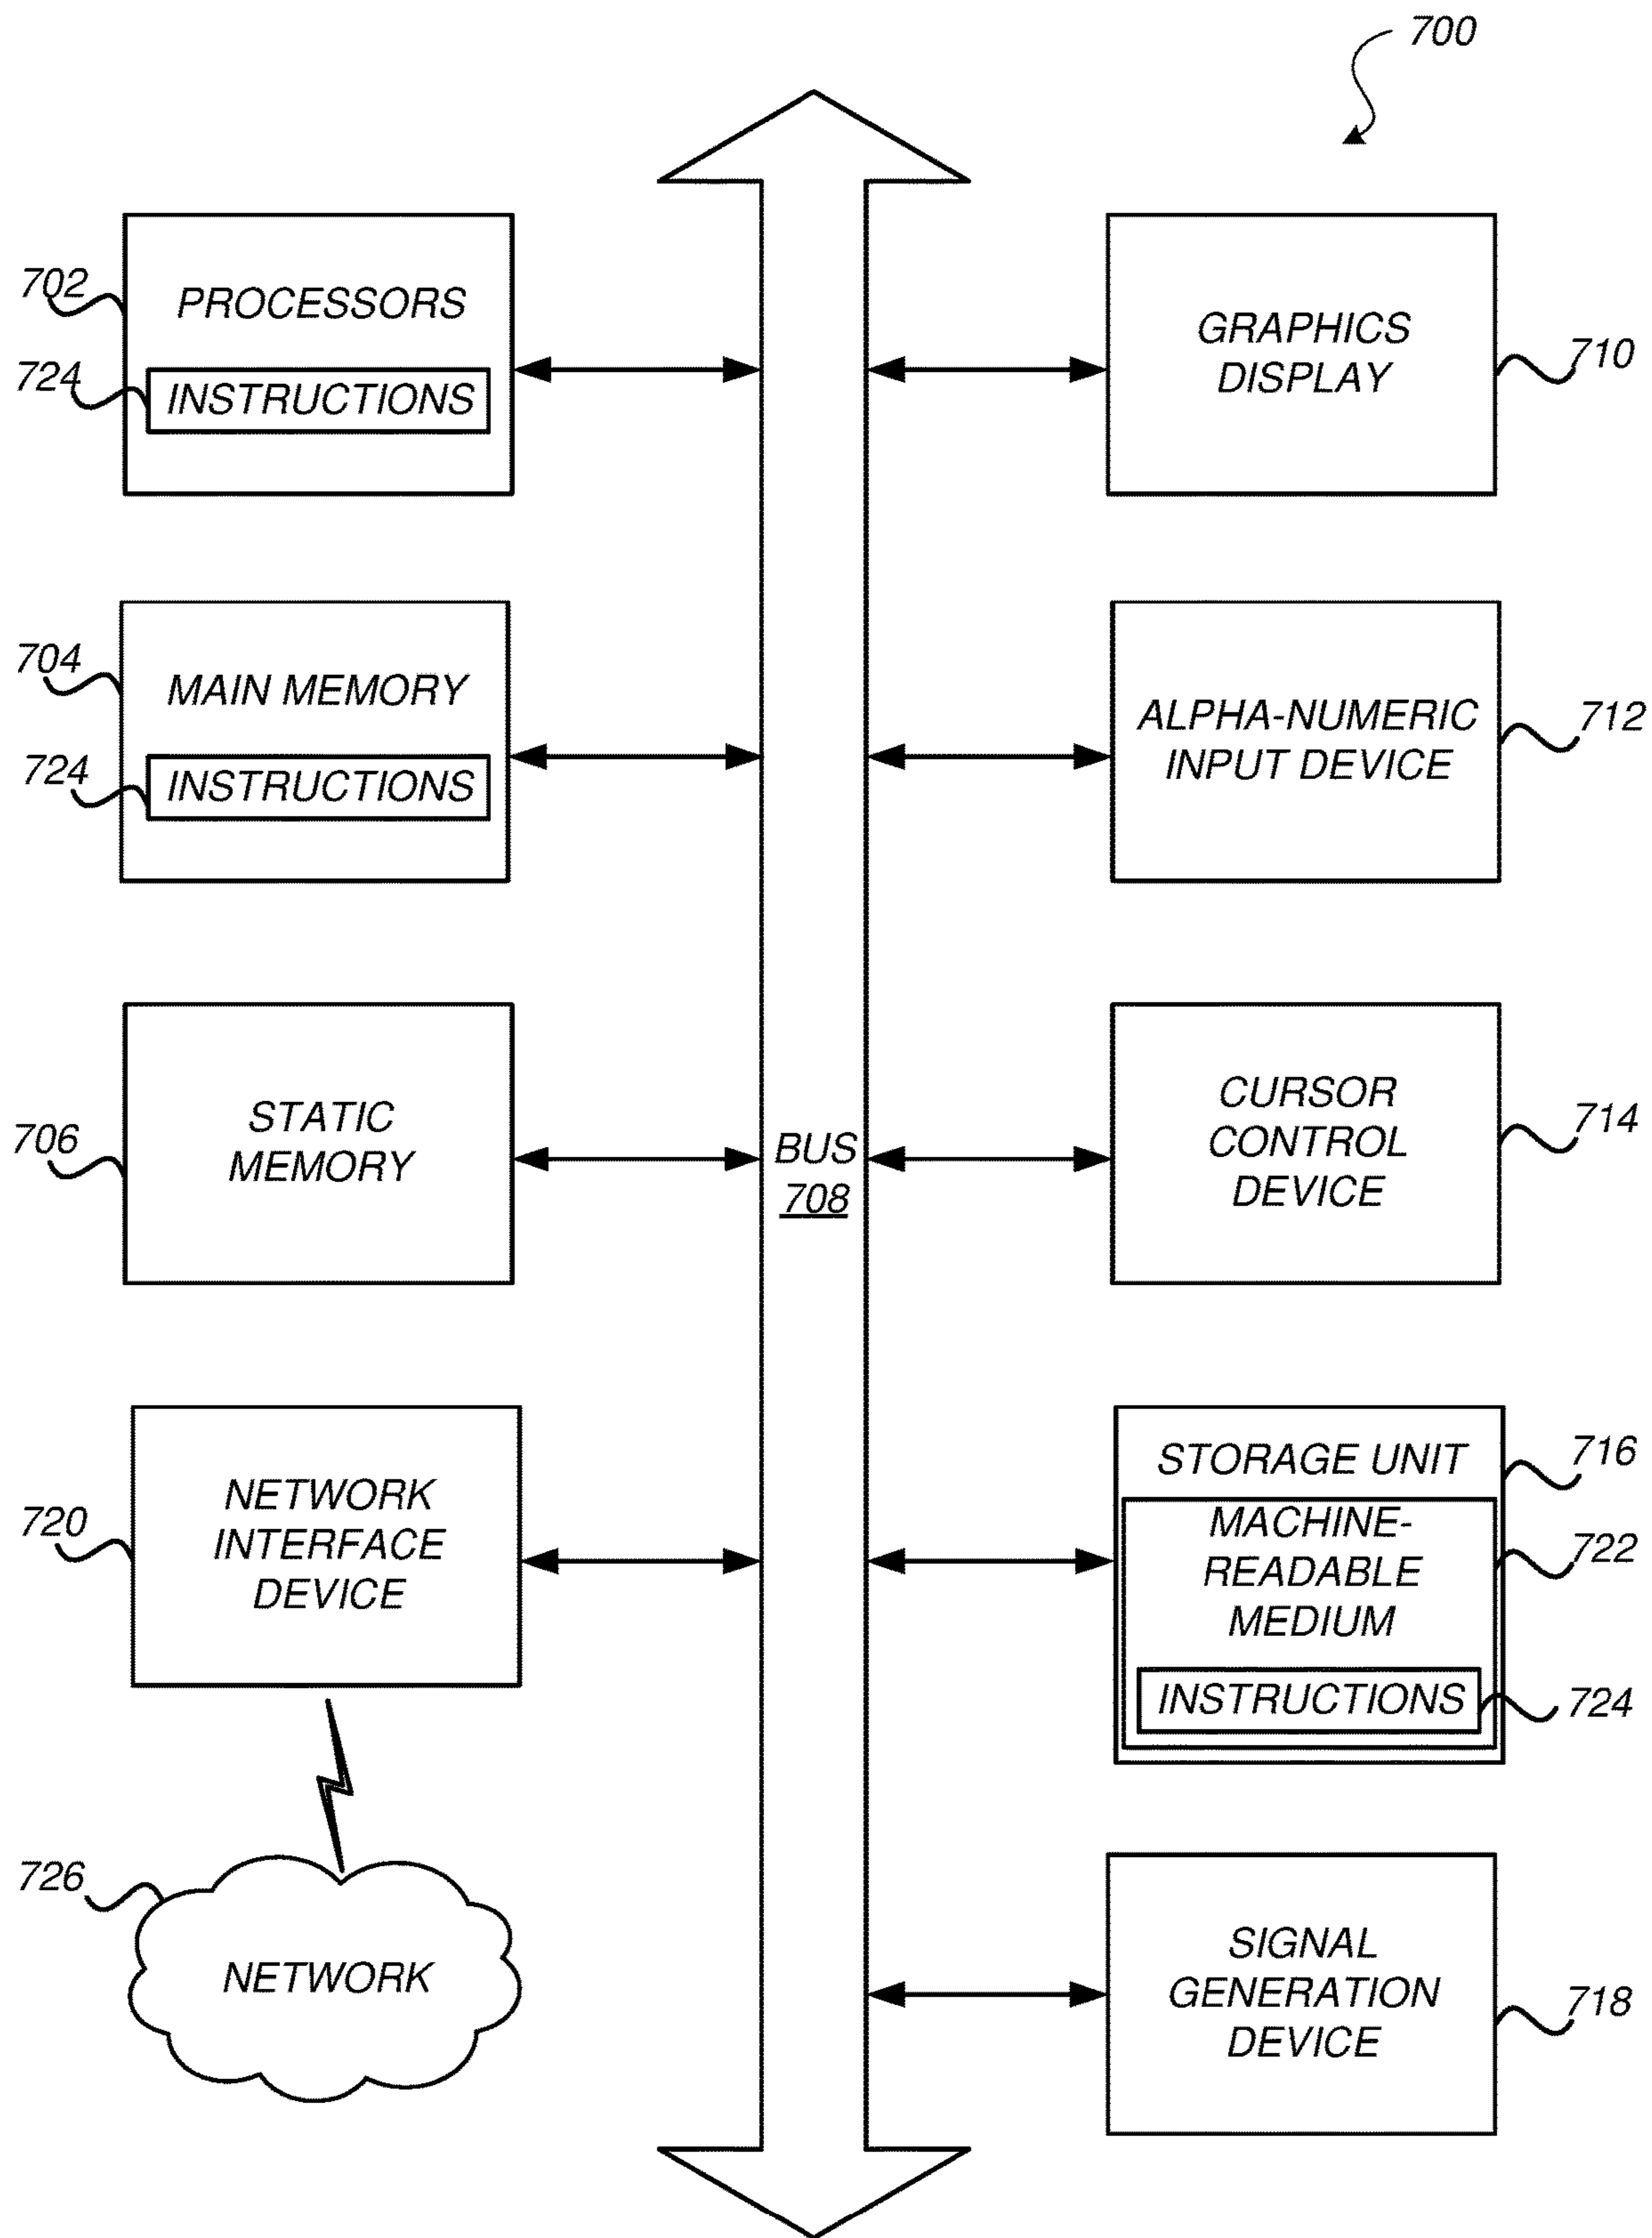 700
702
PROCESSORS
724
INSTRUCTIONS
GRAPHICS
DISPLAY
710
704
MAIN MEMORY
724
INSTRUCTIONS
ALPHA-NUMERIC
INPUT DEVICE
712
706
STATIC
MEMORY
BUS
708
CURSOR
CONTROL
DEVICE
714
720
NETWORK
INTERFACE
DEVICE
STORAGE UNIT
716
MACHINE-
READABLE
MEDIUM
722
INSTRUCTIONS
724
726
NETWORK
SIGNAL
GENERATION
DEVICE
718